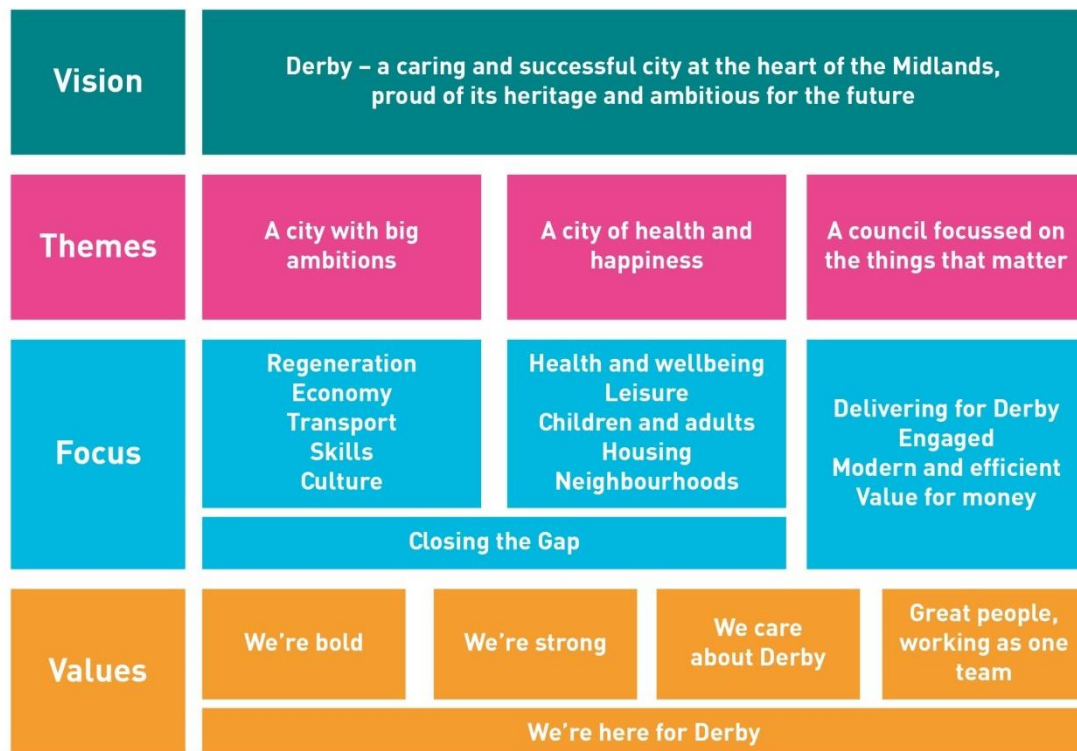 Vision
Derby – a caring and successful city at the heart of the Midlands,
proud of its heritage and ambitious for the future
Themes
A city with big
ambitions
A city of health and
happiness
A council focussed on
the things that matter
Focus
Regeneration
Economy
Transport
Skills
Culture
Health and wellbeing
Leisure
Children and adults
Housing
Neighbourhoods
Closing the Gap
Delivering for Derby
Engaged
Modern and efficient
Value for money
Values
We’re bold
We’re strong
We care
about Derby
Great people,
working as one
team
We’re here for Derby